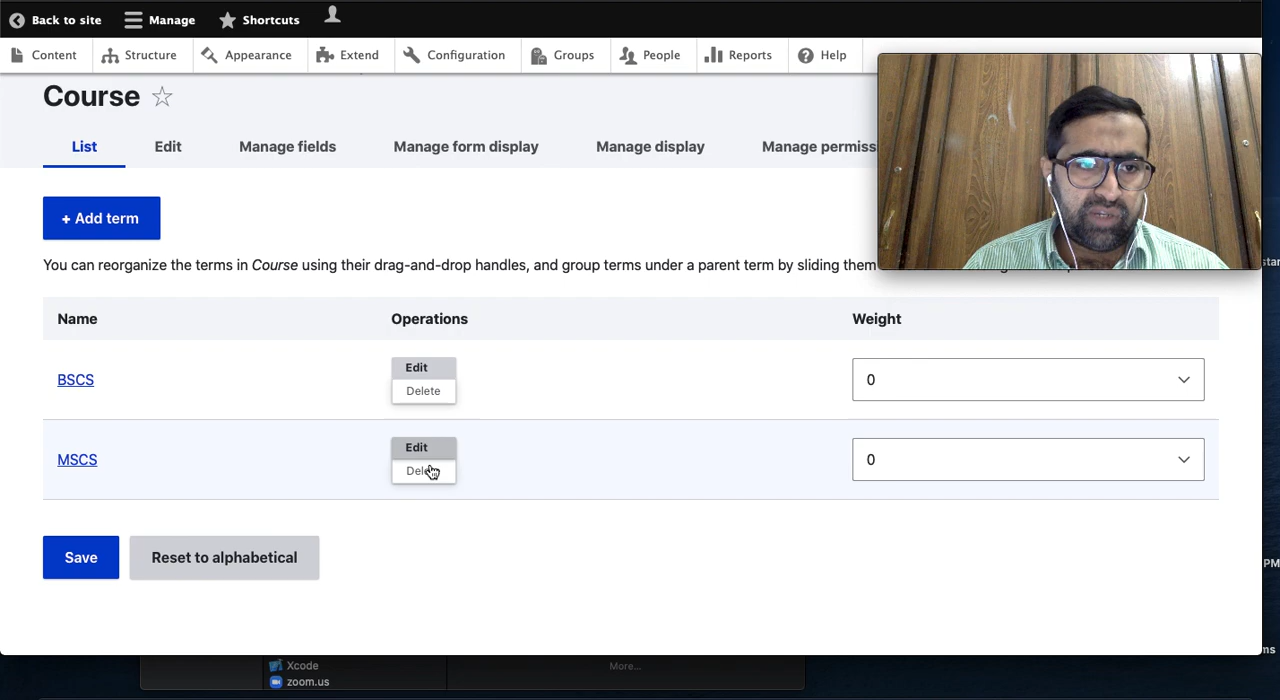 Back to site Manage Shortcuts
Content Structure Appearance Extend Configuration Groups People Reports Help
Course
List Edit Manage fields Manage form display Manage display Manage permiss
+ Add term
You can reorganize the terms in Course using their drag-and-drop handles, and group terms under a parent term by sliding them
Name Operations Weight
BSCS Edit 0
Delete
MSCS Edit 0
Save Reset to alphabetical
PM
Xcode More...
zoom.us